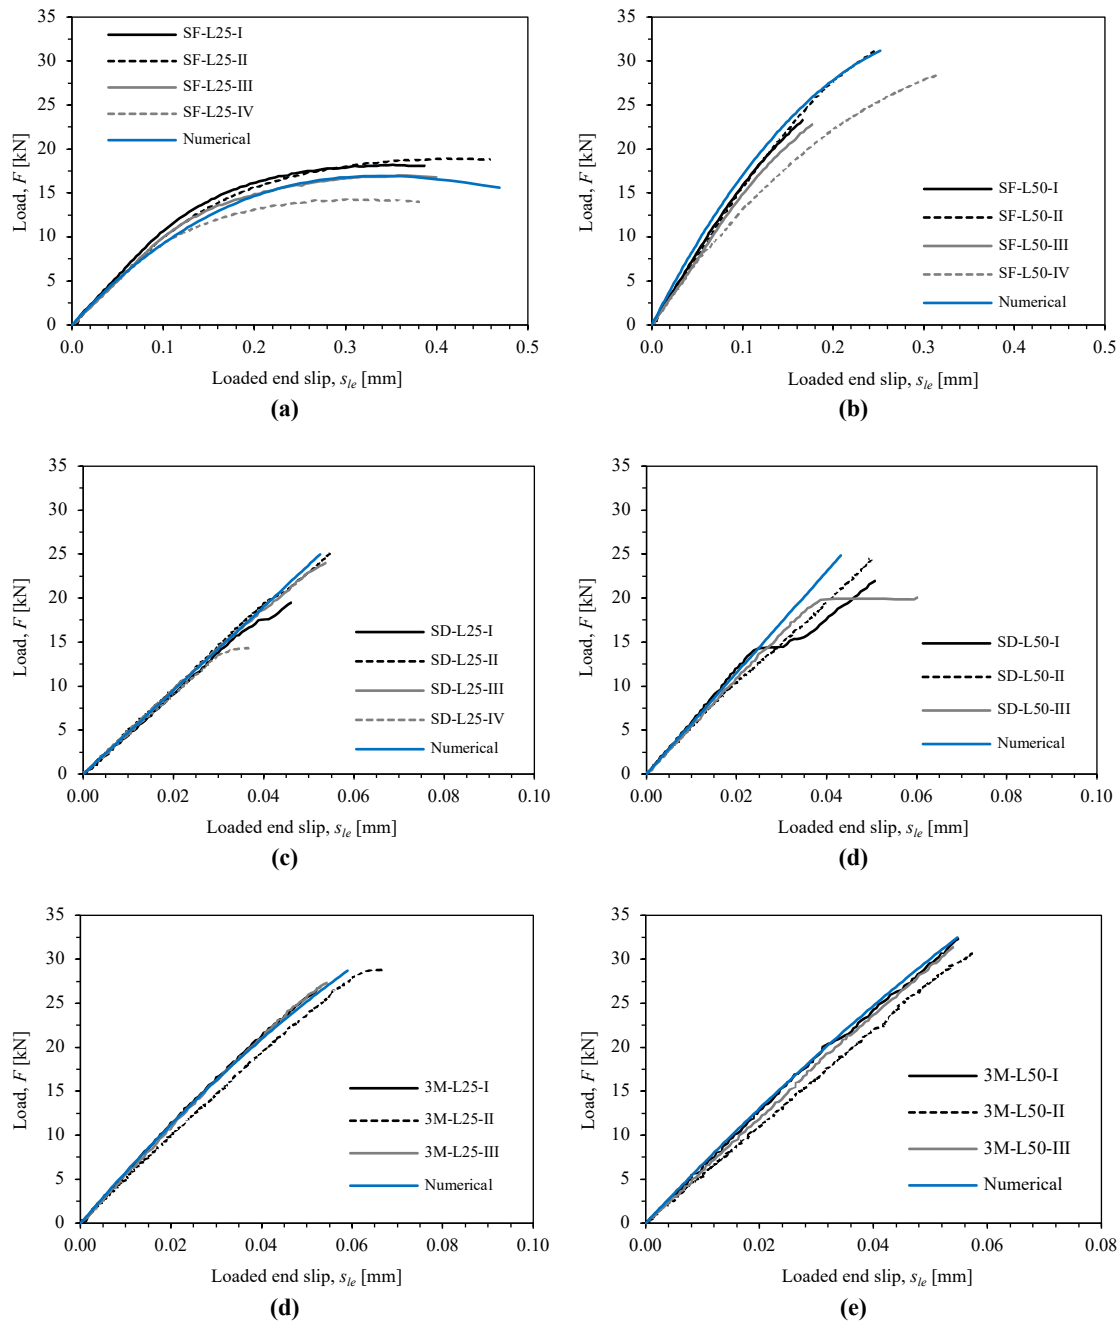 35
30
25
20
15
10
5
0
Load, F [kN]
SF-L25-I
SF-L25-II
SF-L25-III
SF-L25-IV
Numerical
0.0 0.1 0.2 0.3 0.4 0.5
Loaded end slip, sle [mm]
(a)
35
30
25
20
15
10
5
0
Load, F [kN]
SF-L50-I
SF-L50-II
SF-L50-III
SF-L50-IV
Numerical
0.0 0.1 0.2 0.3 0.4 0.5
Loaded end slip, sle [mm]
(b)
35
30
25
20
15
10
5
0
Load, F [kN]
SD-L25-I
SD-L25-II
SD-L25-III
SD-L25-IV
Numerical
0.00 0.02 0.04 0.06 0.08 0.10
Loaded end slip, sle [mm]
(c)
35
30
25
20
15
10
5
0
Load, F [kN]
SD-L50-I
SD-L50-II
SD-L50-III
Numerical
0.00 0.02 0.04 0.06 0.08 0.10
Loaded end slip, sle [mm]
(d)
35
30
25
20
15
10
5
0
Load, F [kN]
3M-L25-I
3M-L25-II
3M-L25-III
Numerical
0.00 0.02 0.04 0.06 0.08 0.10
Loaded end slip, sle [mm]
(d)
35
30
25
20
15
10
5
0
Load, F [kN]
3M-L50-I
3M-L50-II
3M-L50-III
Numerical
0.00 0.02 0.04 0.06 0.08
Loaded end slip, sle [mm]
(e)